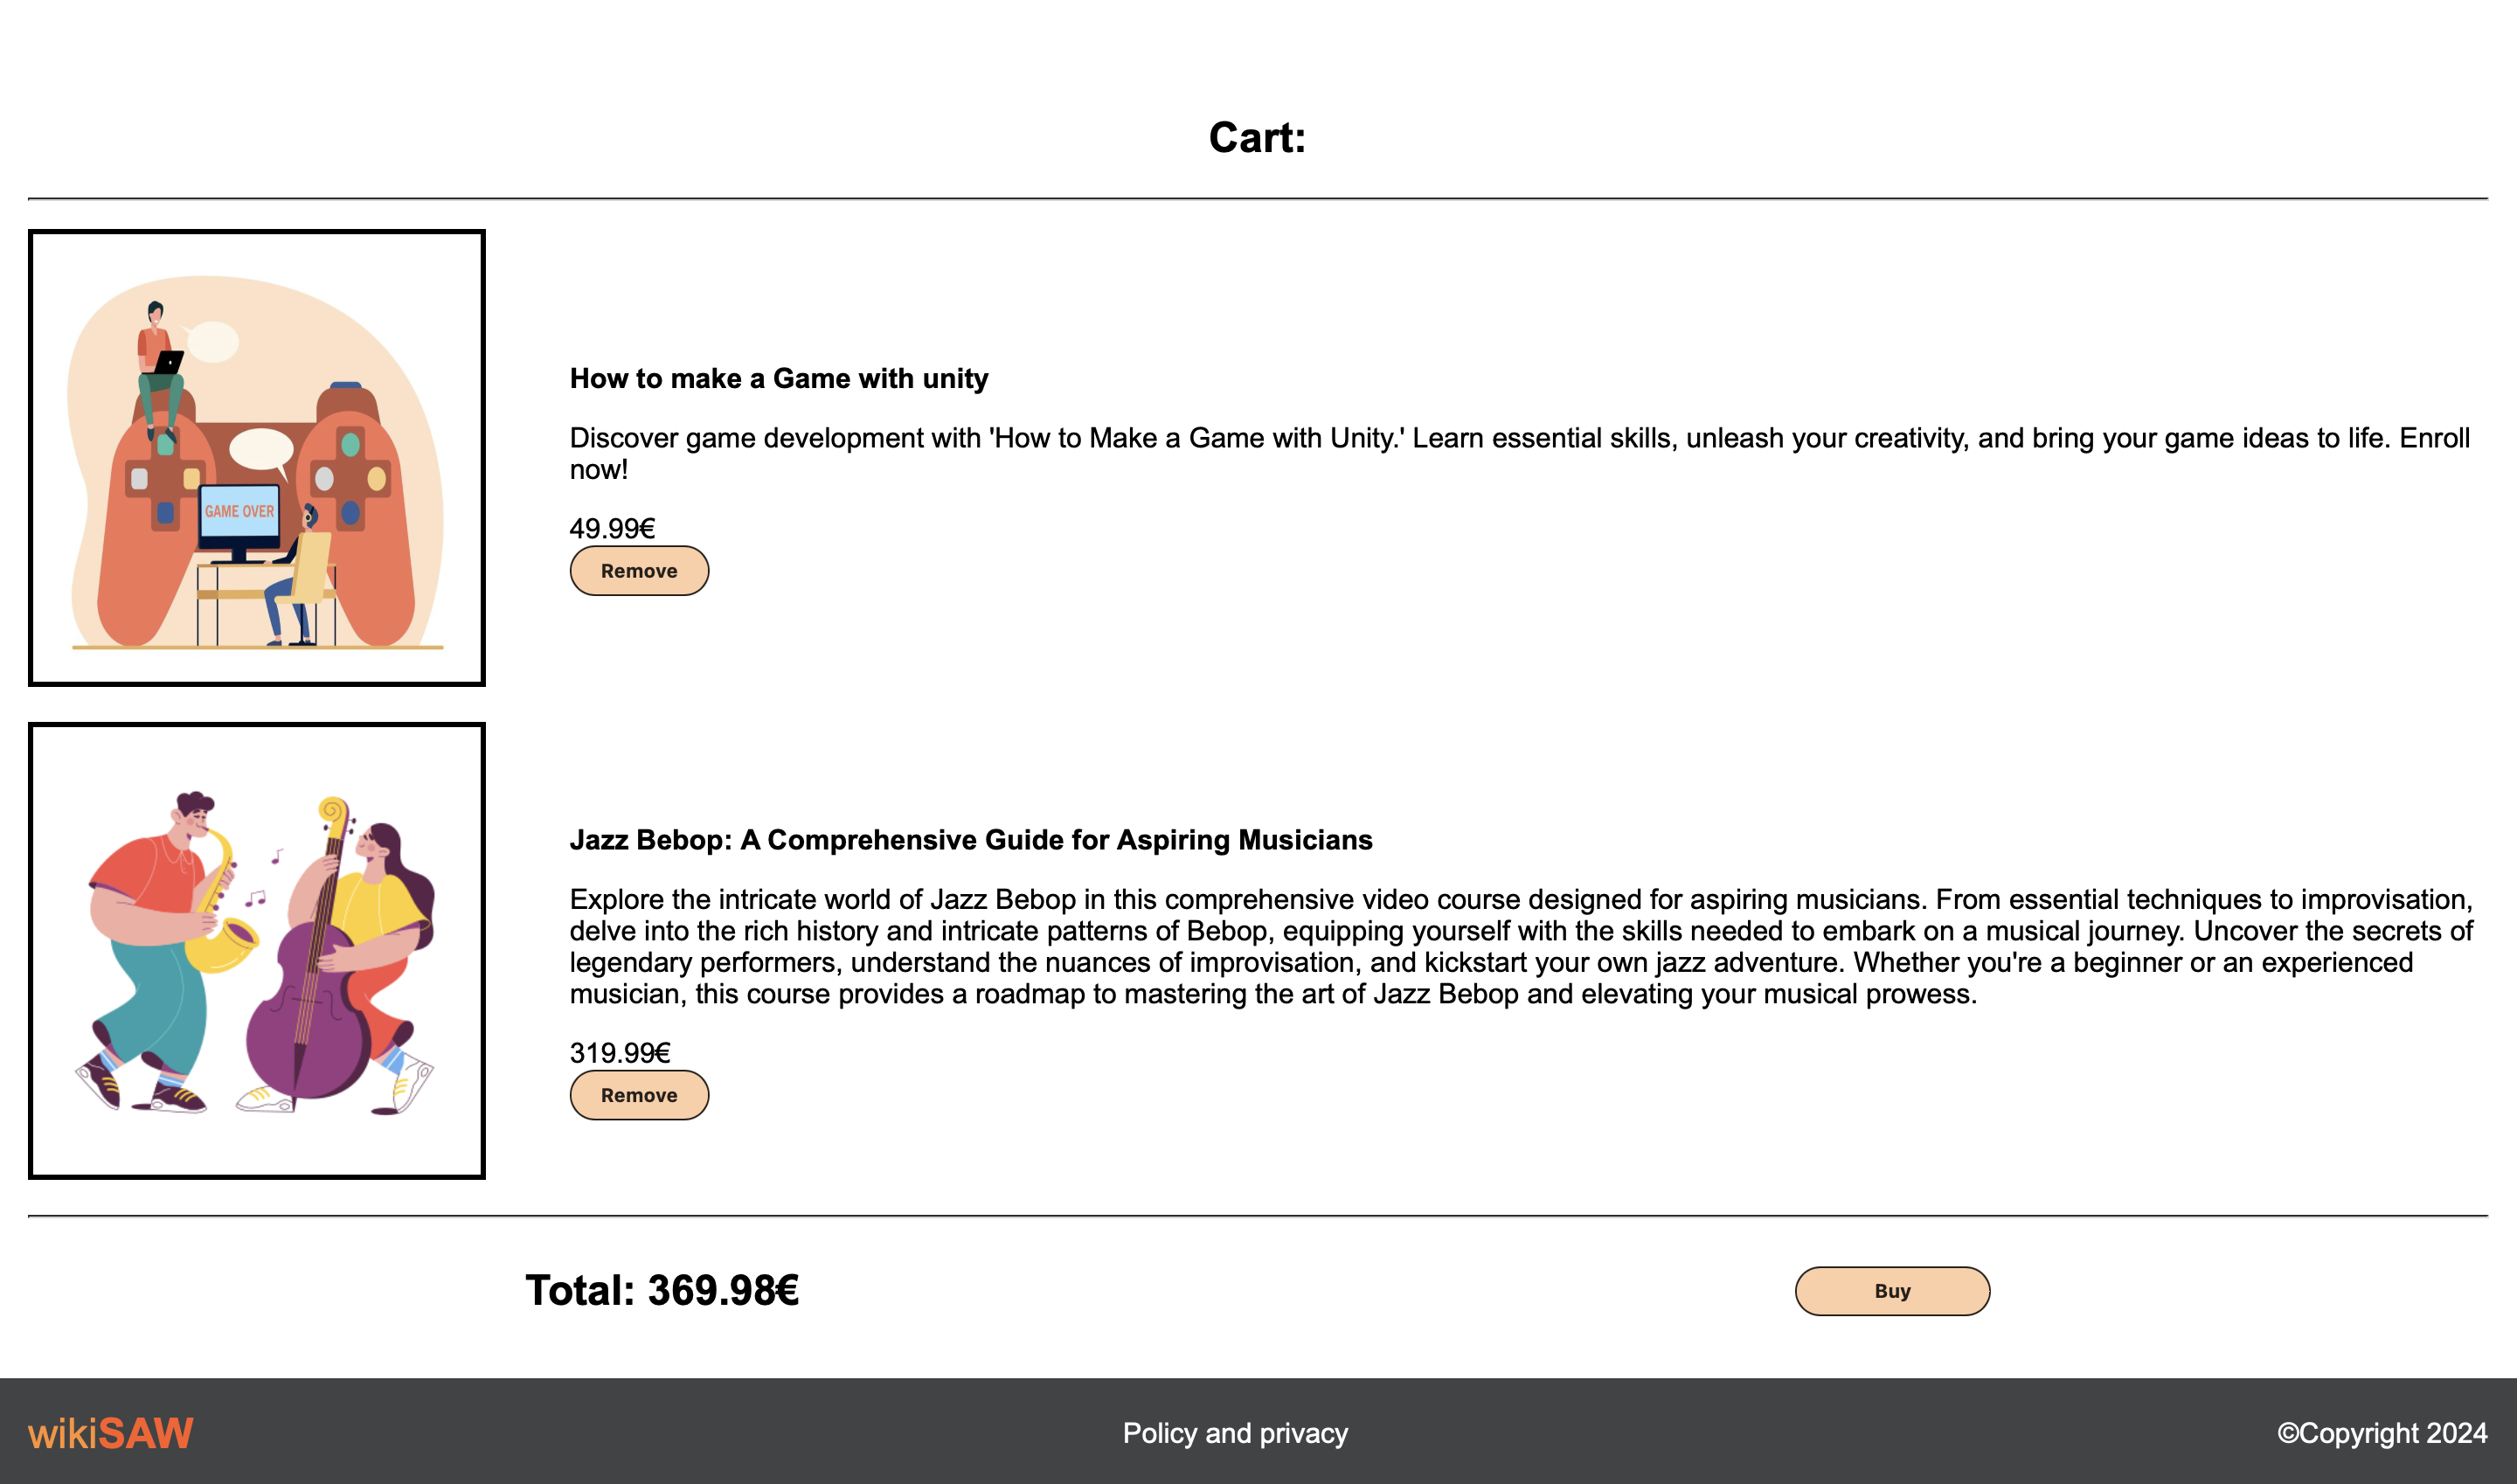 Cart:
GAME OVER
How to make a Game with unity
Discover game development with 'How to Make a Game with Unity.' Learn essential skills, unleash your creativity, and bring your game ideas to life. Enroll
now!
49.99€
Remove
Jazz Bebop: A Comprehensive Guide for Aspiring Musicians
Explore the intricate world of Jazz Bebop in this comprehensive video course designed for aspiring musicians. From essential techniques to improvisation,
delve into the rich history and intricate patterns of Bebop, equipping yourself with the skills needed to embark on a musical journey. Uncover the secrets of
legendary performers, understand the nuances of improvisation, and kickstart your own jazz adventure. Whether you're a beginner or an experienced
musician, this course provides a roadmap to mastering the art of Jazz Bebop and elevating your musical prowess.
319.99€
Remove
Total: 369.98€
Buy
wikiSAW
Policy and privacy
©Copyright 2024